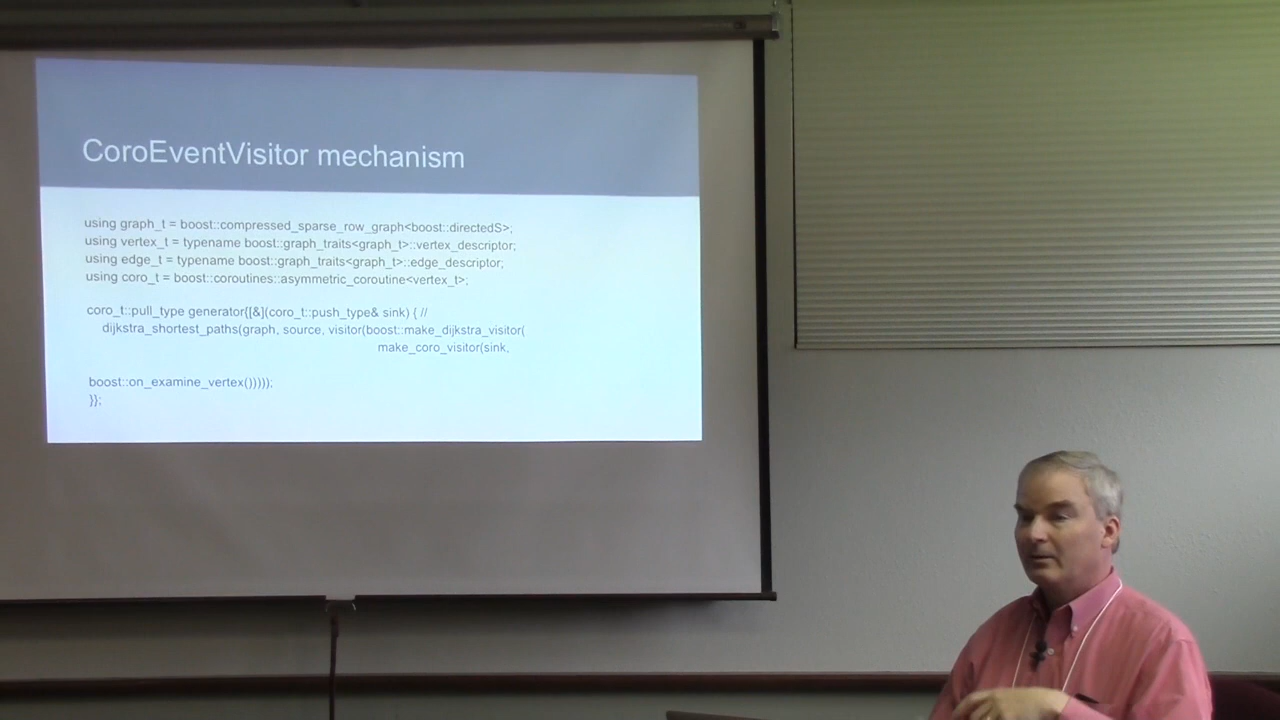 CoroEventVisitor mechanism
using graph_t = boost::compressed_sparse_row_graph<boost::directedS>;
using vertex_t = typename boost::graph_traits<graph_t>::vertex_descriptor;
using edge_t = typename boost::graph_traits<graph_t>::edge_descriptor;
using coro_t = boost::coroutines::asymmetric_coroutine<vertex_t>;
coro_t::pull_type generator{[&](coro_t::push_type& sink) { //
dijkstra_shortest_paths(graph, source, visitor(boost::make_dijkstra_visitor(
make_coro_visitor(sink,
boost::on_examine_vertex()))));
}};